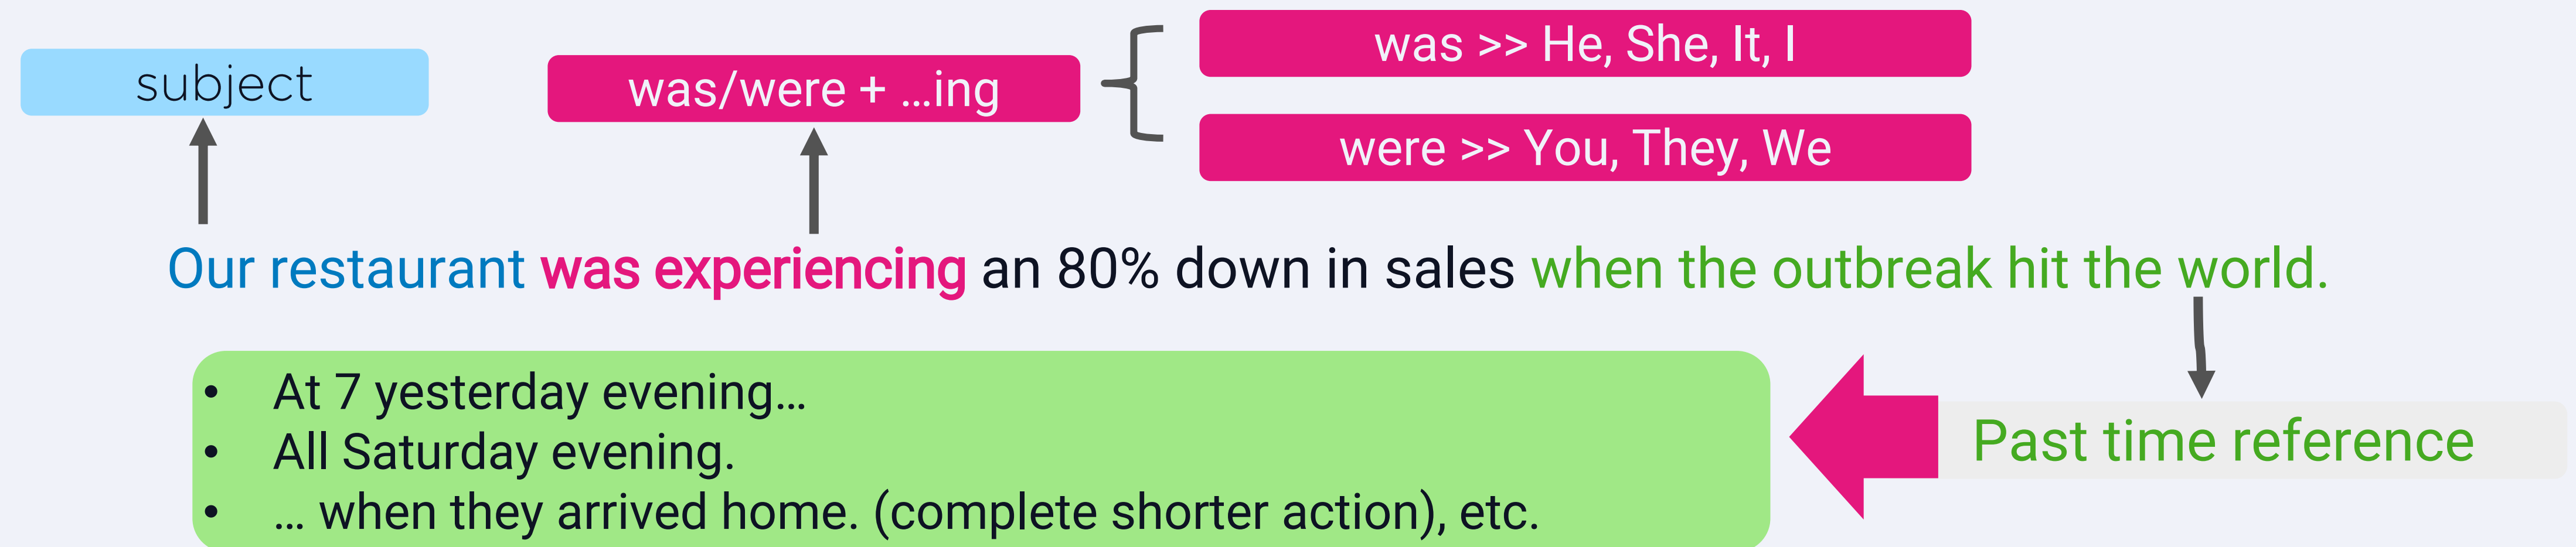 subject
was/were + ...ing
was >> He, She, It, I
were >> You, They, We
Our restaurant was experiencing an 80% down in sales when the outbreak hit the world.
• At 7 yesterday evening...
• All Saturday evening.
• ... when they arrived home. (complete shorter action), etc.
Past time reference